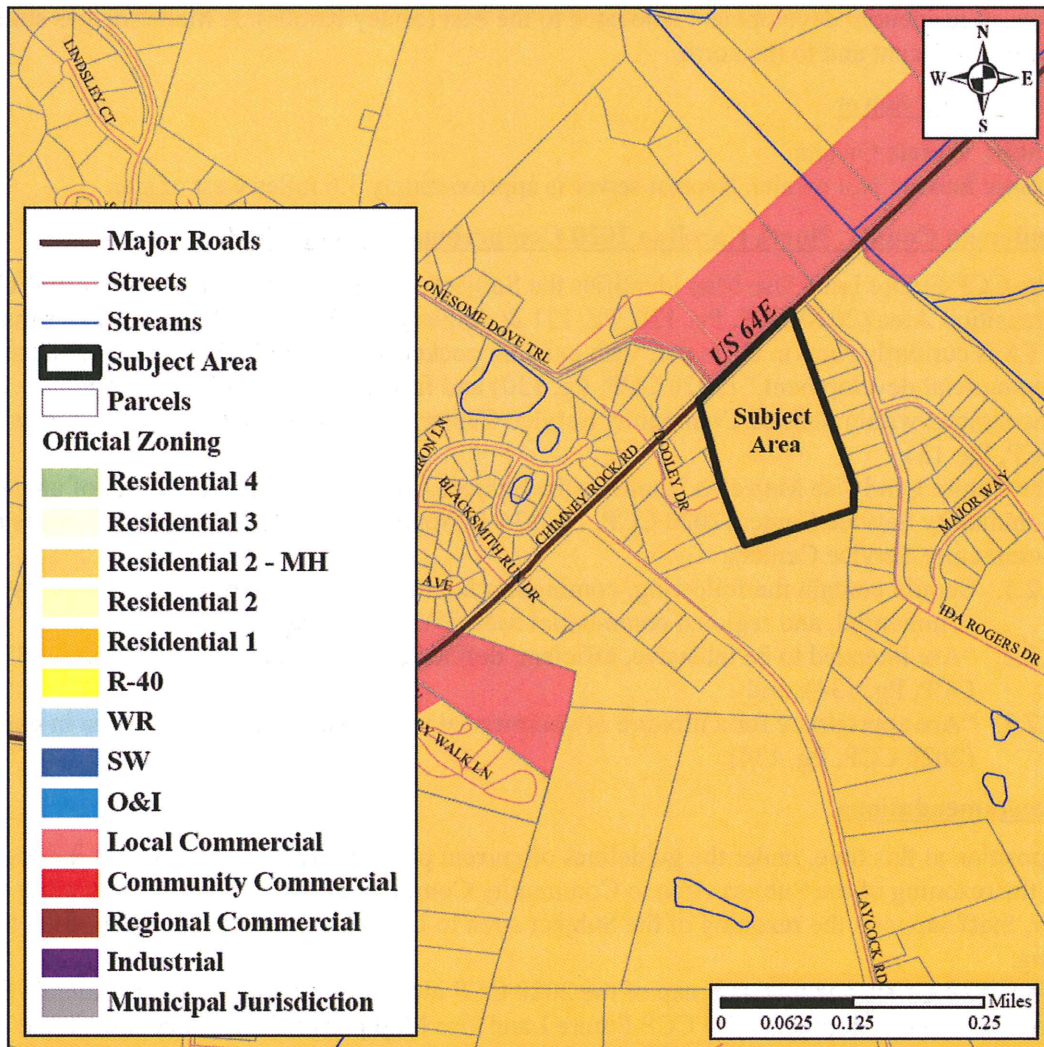 N
W E
S
LINDSLEY CT
Major Roads
Streets
Streams
Subject Area
Parcels
Official Zoning
Residential 4
Residential 3
Residential 2 - MH
Residential 2
Residential 1
R-40
WR
SW
O&I
Local Commercial
Community Commercial
Regional Commercial
Industrial
Municipal Jurisdiction
LONESOME DOVE TRL
US 64E
Subject
Area
DOOLEY DR
CHIMNEY ROCK RD
BLACKSMITH RUN DR
AVE
MAJOR WAY
IDA ROGERS DR
LAYCOCK RD
WALK LN
Miles
0 0.0625 0.125 0.25